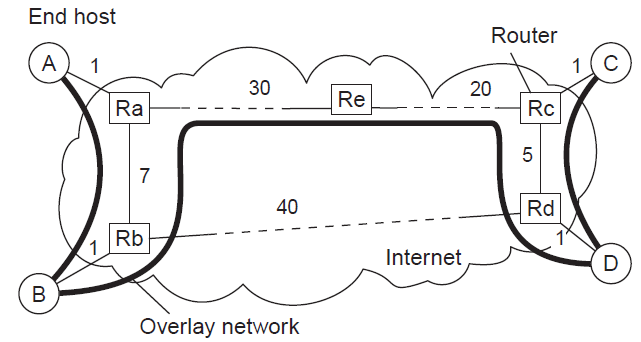 End host
Router
A
1
30
Re
20
1
C
Ra
Rc
7
5
40
Rb
Rd
1
Internet
1
B
D
Overlay network